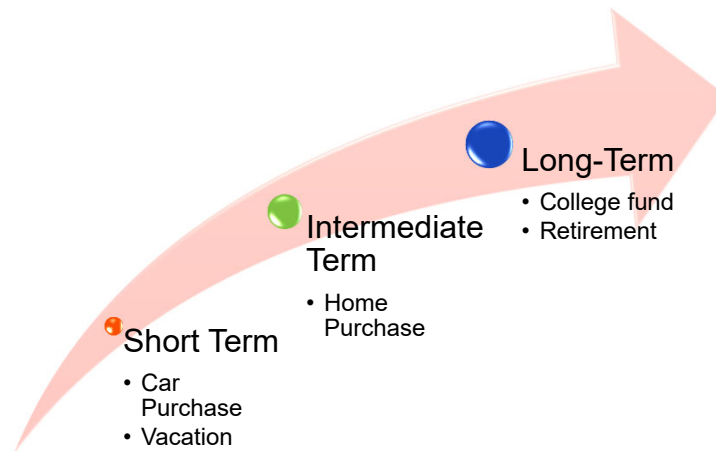 Short Term
• Car
Purchase
• Vacation
Intermediate
Term
• Home
Purchase
Long-Term
• College fund
• Retirement